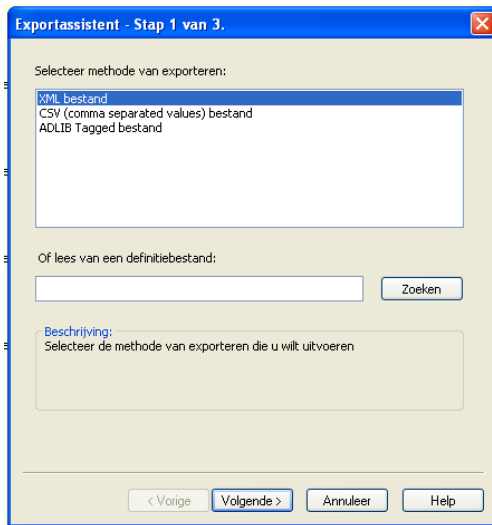 Exportassistent - Stap 1 van 3.
Selecteer methode van exporteren:
XML bestand
CSV (comma separated values) bestand
ADLIB Tagged bestand
Of lees van een definitiebestand:
Zoeken
Beschrijving:
Selecteer de methode van exporteren die u wilt uitvoeren
< Vorige Volgende > Annuleer Help